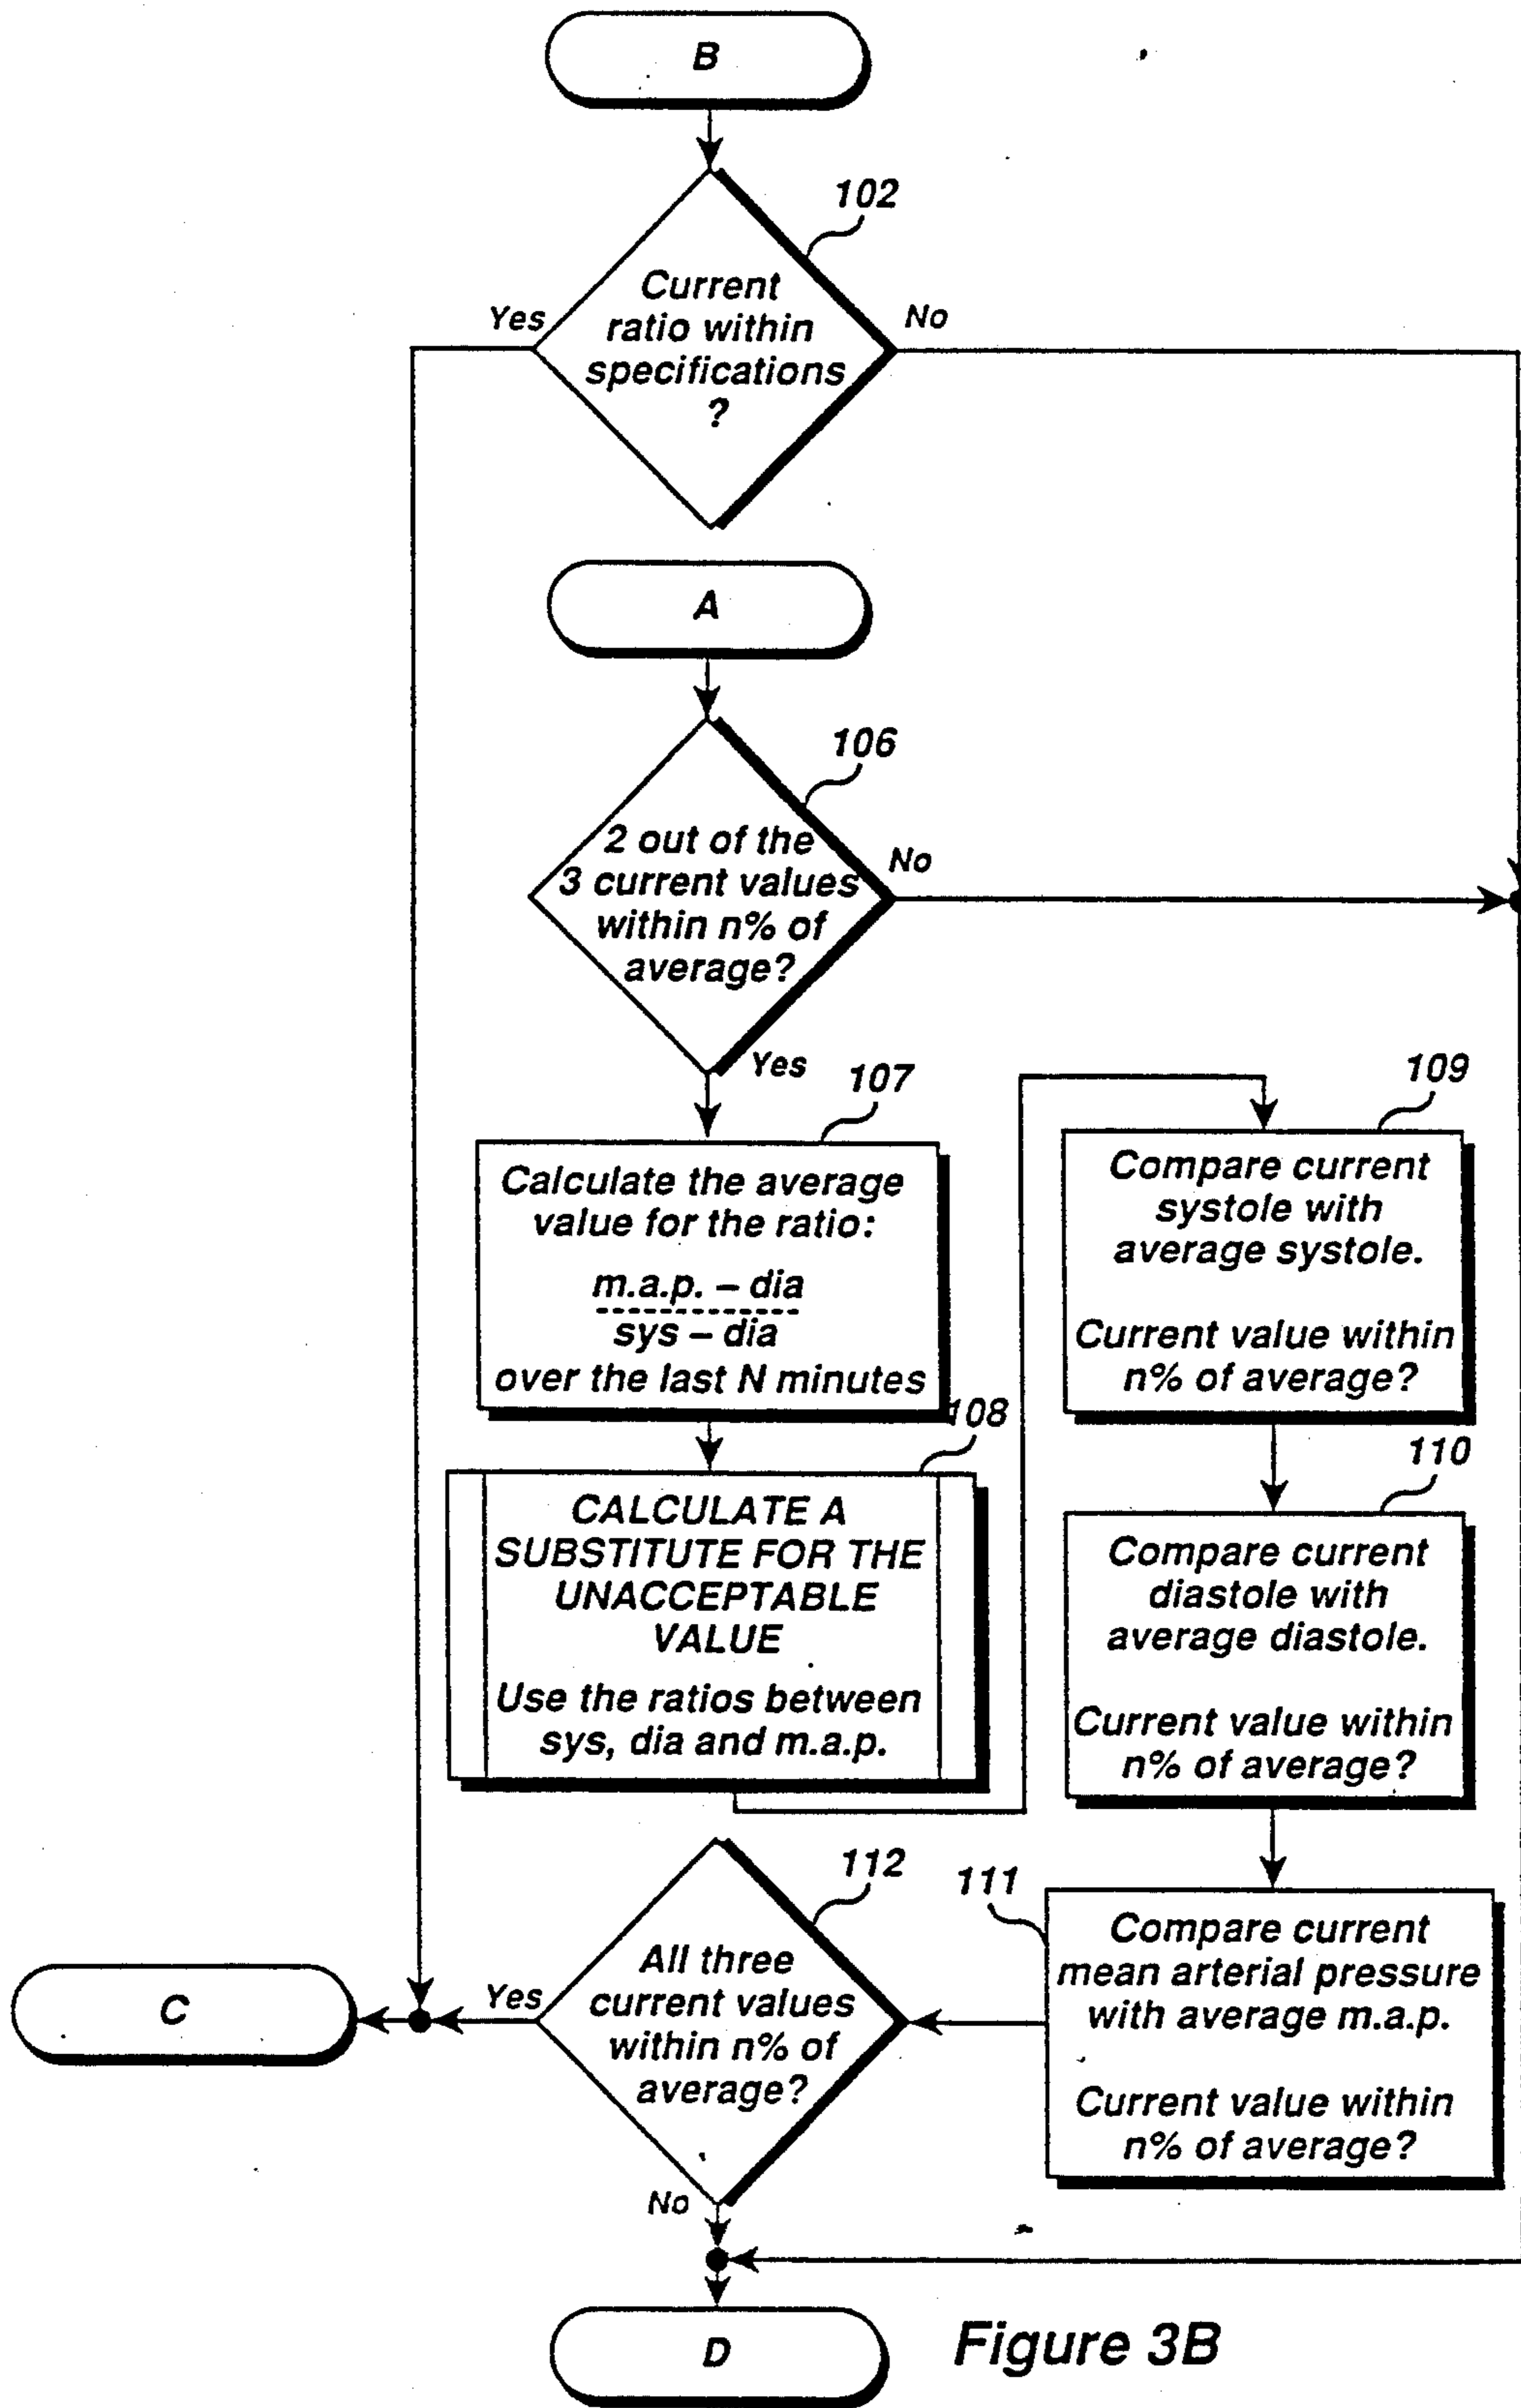 B
102
Current
ratio within
specifications
?
Yes
No
A
106
2 out of the
3 current values
within n% of
average?
No
Yes
107
Calculate the average
value for the ratio:
m.a.p. – dia
------------
sys – dia
over the last N minutes
108
CALCULATE A
SUBSTITUTE FOR THE
UNACCEPTABLE
VALUE
Use the ratios between
sys, dia and m.a.p.
109
Compare current
systole with
average systole.
Current value within
n% of average?
110
Compare current
diastole with
average diastole.
Current value within
n% of average?
111
Compare current
mean arterial pressure
with average m.a.p.
Current value within
n% of average?
112
All three
current values
within n% of
average?
Yes
No
C
D
Figure 3B